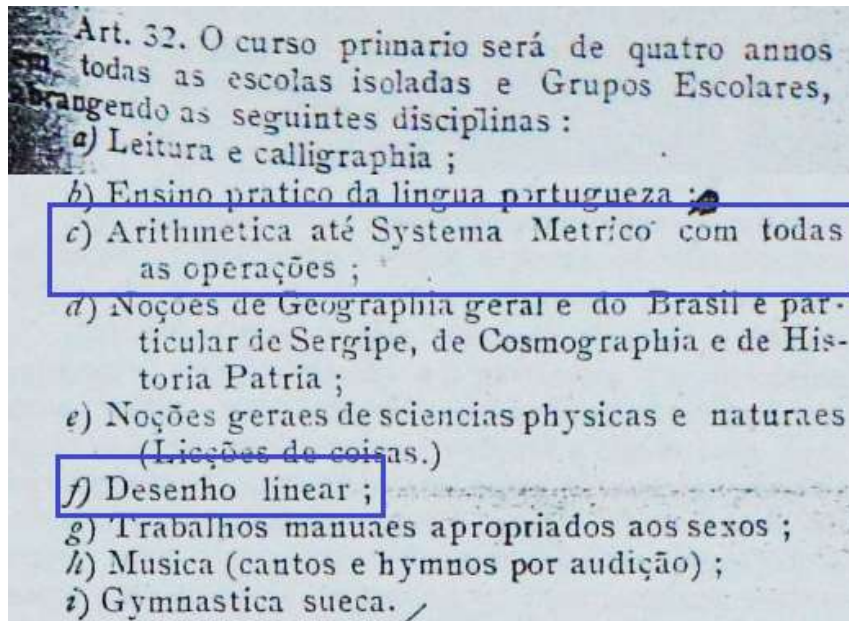 Art. 32. O curso primario será de quatro annos
em todas as escolas isoladas e Grupos Escolares,
abrangendo as seguintes disciplinas :
a) Leitura e calligraphia ;
b) Ensino pratico da lingua portugueza ;
c) Arithmetica até Systema Metrico com todas
as operações ;
d) Noções de Geographia geral e do Brasil e par-
ticular de Sergipe, de Cosmographia e de His-
toria Patria ;
e) Noções geraes de sciencias physicas e naturaes
(Licções de coisas.)
f) Desenho linear ;
g) Trabalhos manuaes apropriados aos sexos ;
h) Musica (cantos e hymnos por audição) ;
i) Gymnastica sueca.